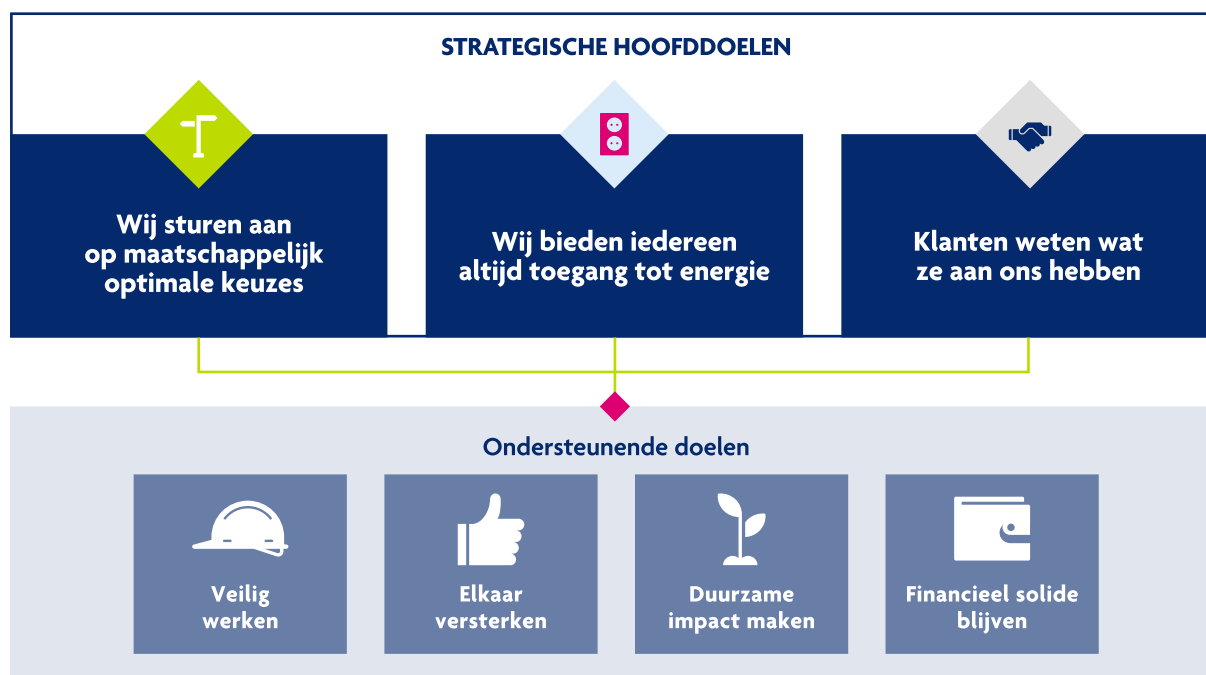 STRATEGISCHE HOOFDDOELEN
Wij sturen aan
op maatschappelijk
optimale keuzes
Wij bieden iedereen
altijd toegang tot energie
Klanten weten wat
ze aan ons hebben
Ondersteunende doelen
Veilig
werken
Elkaar
versterken
Duurzame
impact maken
Financieel solide
blijven